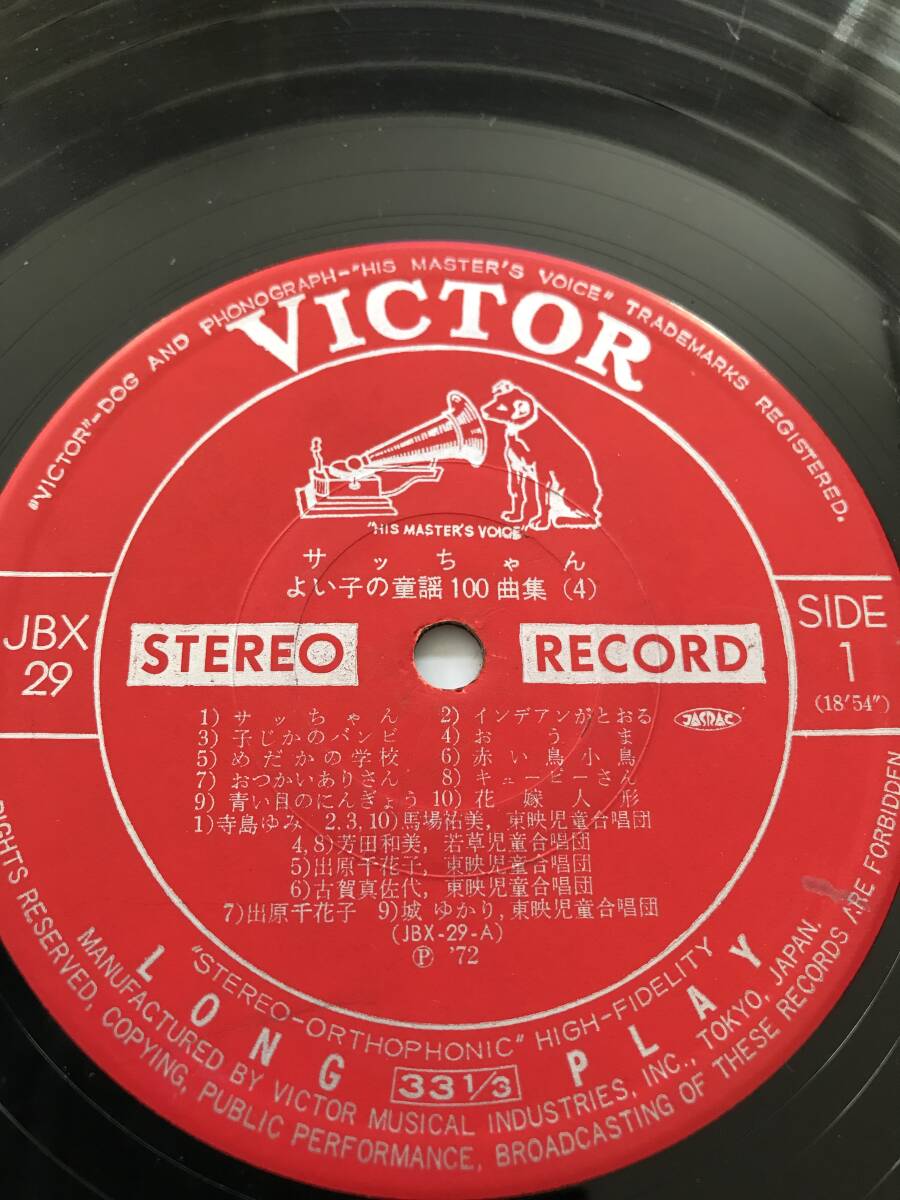 "VICTOR"-DOG AND PHONOGRAPH-"HIS MASTER'S VOICE" TRADEMARKS REGISTERED.
VICTOR
"HIS MASTER'S VOICE"
サッちゃん
よい子の童謡100曲集(4)
JBX
29
STEREO RECORD
SIDE
1
(18'54")
1) サッちゃん 2) インデアンがとおる
3) 子じかのバンビ 4) おうま
5) めだかの学校 6) 赤い鳥小鳥
7) おつかいありさん 8) キューピーさん
9) 青い目のにんぎょう 10) 花嫁人形
JASRAC
1)寺島ゆみ 2,3,10)馬場祐美, 東映児童合唱団
4,8)芳田和美, 若草児童合唱団
5)出原千花子, 東映児童合唱団
6)古賀真佐代, 東映児童合唱団
7)出原千花子 9)城 ゆかり, 東映児童合唱団
(JBX-29-A)
Ⓟ '72
"STEREO-ORTHOPHONIC" HIGH-FIDELITY
LONG 33 1/3 PLAY
MANUFACTURED BY VICTOR MUSICAL INDUSTRIES, INC., TOKYO, JAPAN.
RIGHTS RESERVED, COPYING, PUBLIC PERFORMANCE, BROADCASTING OF THESE RECORDS ARE FORBIDDEN